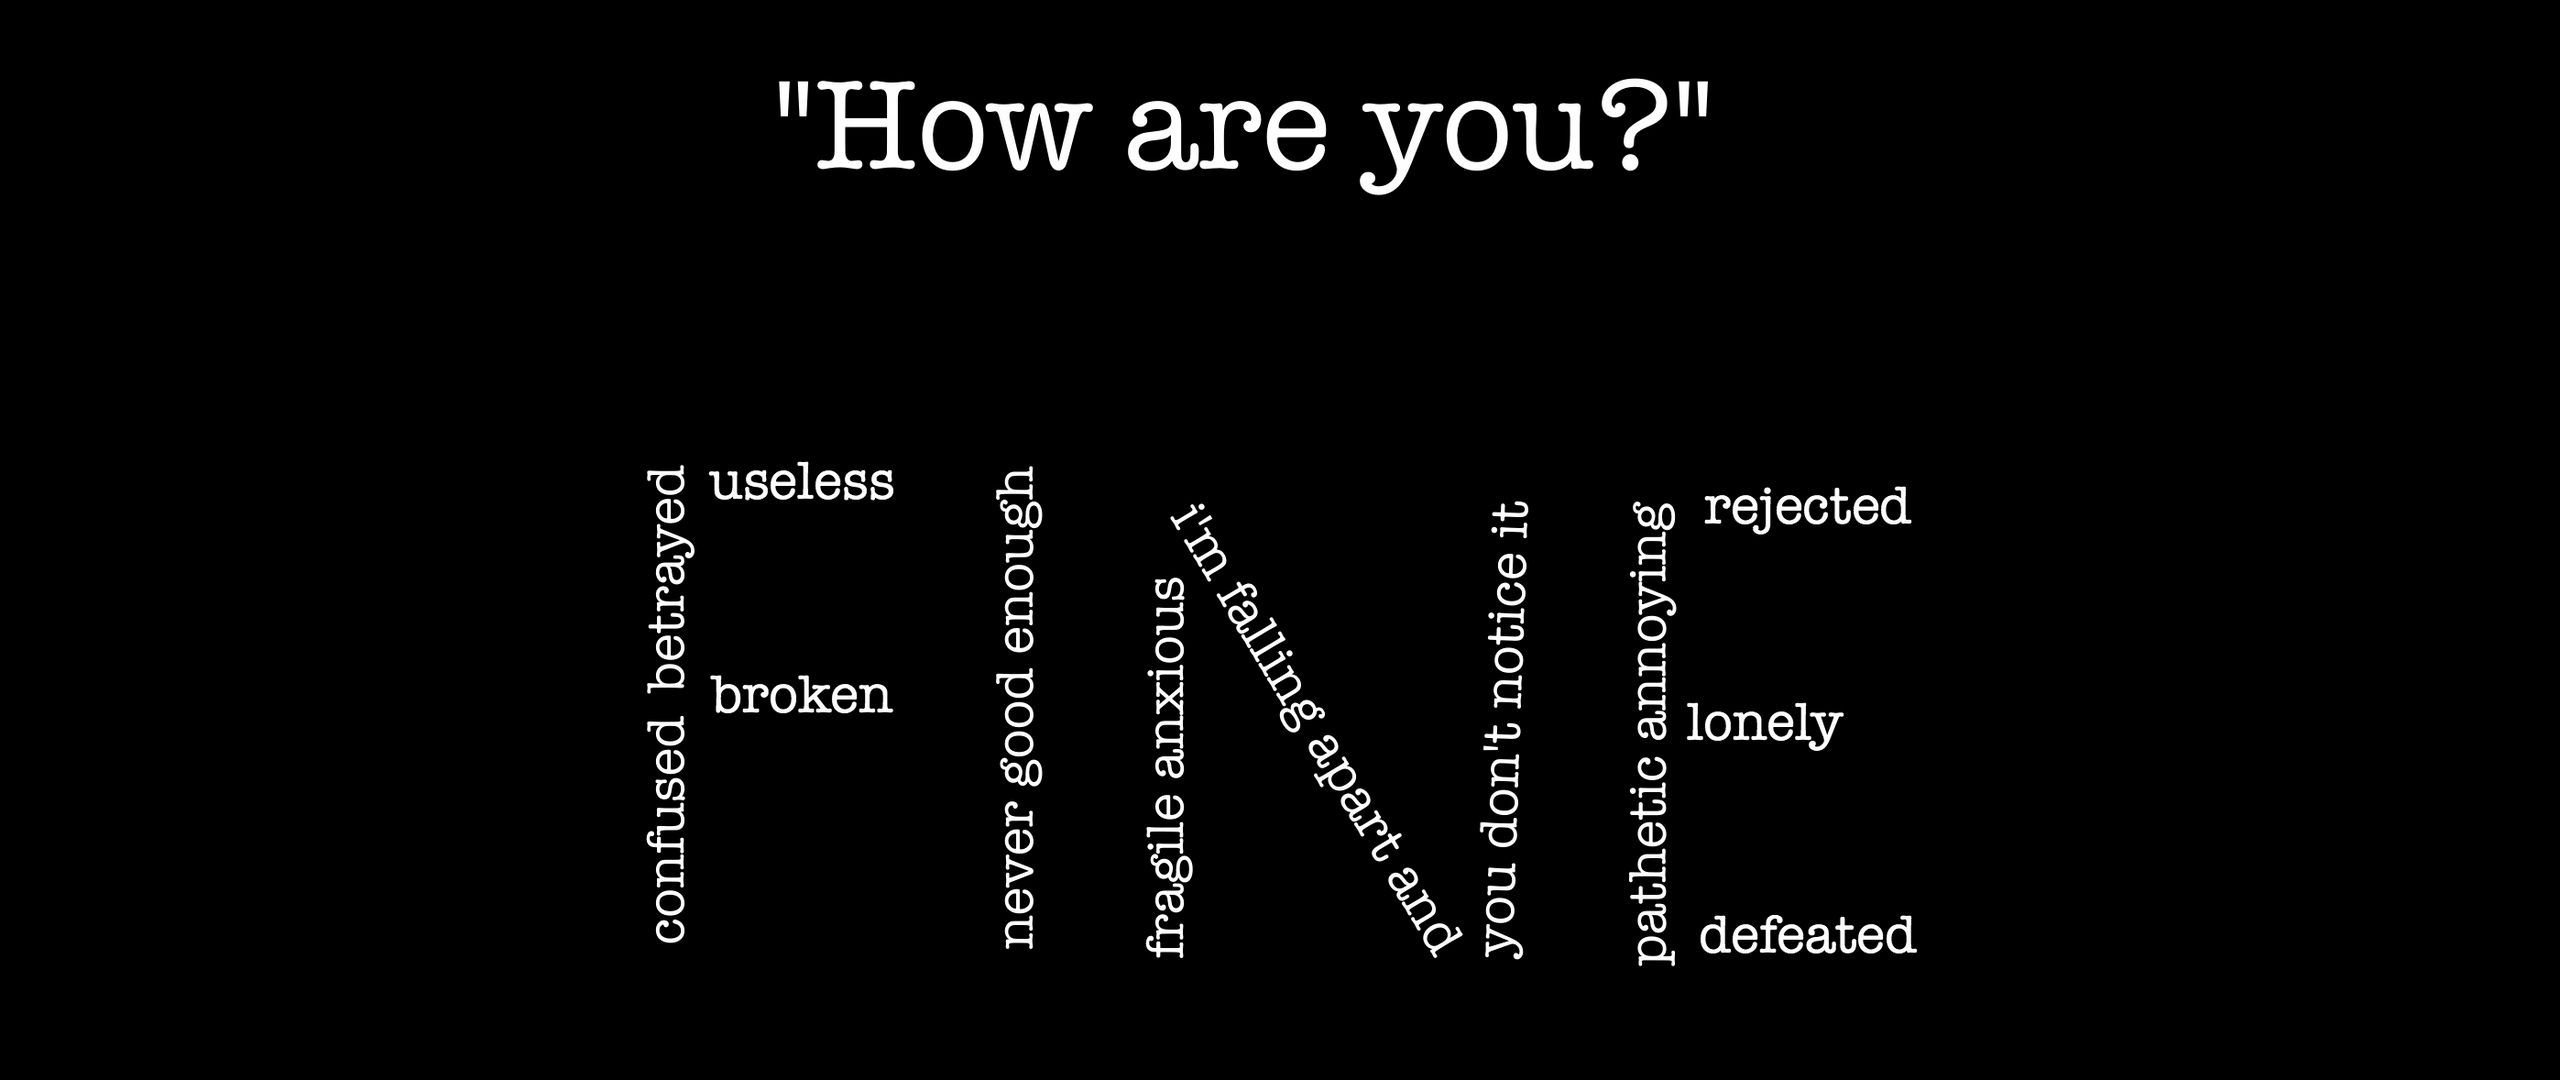 "How are you?"
confused betrayed
useless
broken
never good enough
fragile anxious
i'm falling apart and
you don't notice it
pathetic annoying
rejected
lonely
defeated